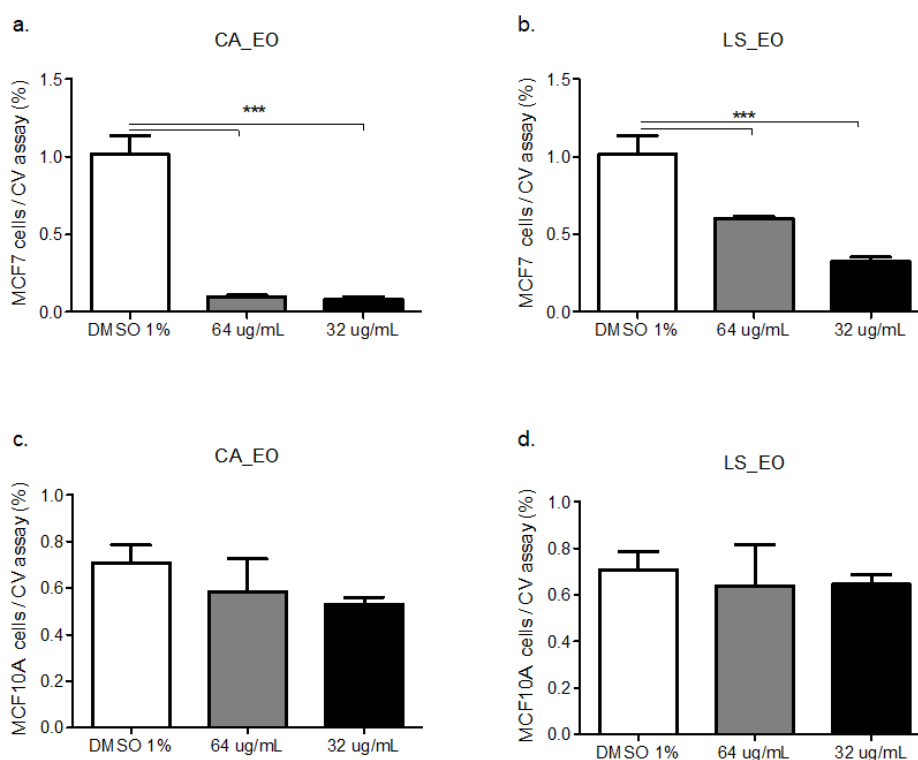 a.
CA_EO
MCF7 cells / CV assay (%)
1.5
1.0
0.5
0.0
***
DMSO 1% 64 ug/mL 32 ug/mL
b.
LS_EO
MCF7 cells / CV assay (%)
1.5
1.0
0.5
0.0
***
DMSO 1% 64 ug/mL 32 ug/mL
c.
CA_EO
MCF10A cells / CV assay (%)
1.0
0.8
0.6
0.4
0.2
0.0
DMSO 1% 64 ug/mL 32 ug/mL
d.
LS_EO
MCF10A cells / CV assay (%)
1.0
0.8
0.6
0.4
0.2
0.0
DMSO 1% 64 ug/mL 32 ug/mL